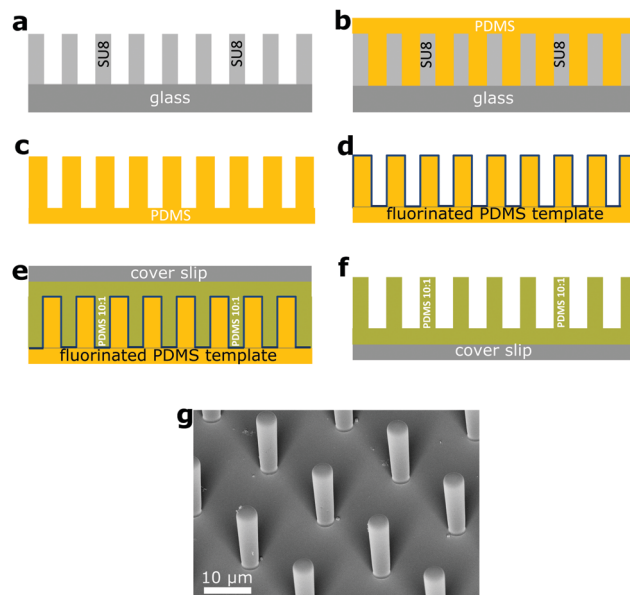 a
SU8
SU8
glass
b
PDMS
SU8
SU8
glass
c
PDMS
d
fluorinated PDMS template
e
cover slip
PDMS 10:1
PDMS 10:1
fluorinated PDMS template
f
PDMS 10:1
PDMS 10:1
cover slip
g
10 µm